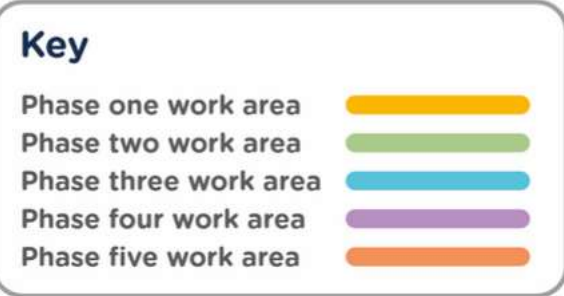 Key
Phase one work area
Phase two work area
Phase three work area
Phase four work area
Phase five work area